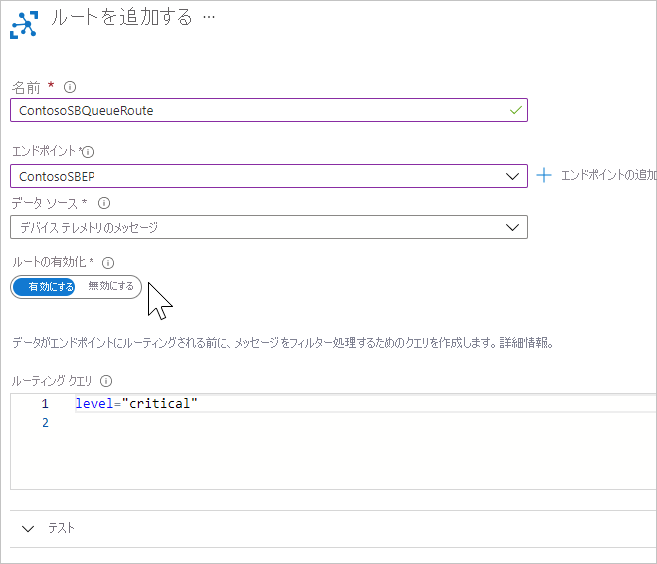 ルートを追加する …
名前 *
ContosoSBQueueRoute
エンドポイント *
ContosoSBEP
エンドポイントの追加
データ ソース *
デバイス テレメトリのメッセージ
ルートの有効化 *
有効にする 無効にする
データがエンドポイントにルーティングされる前に、メッセージをフィルター処理するためのクエリを作成します。詳細情報。
ルーティング クエリ
1 level="critical"
2
テスト